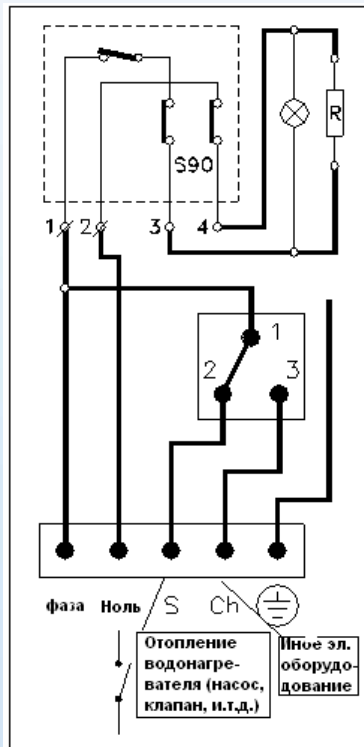 S90
R
1 2 3 4
1
2 3
фаза Ноль S Ch
Отопление
водонагре-
вателя (насос,
клапан, и.т,д.)
Иное эл.
оборудо-
дование